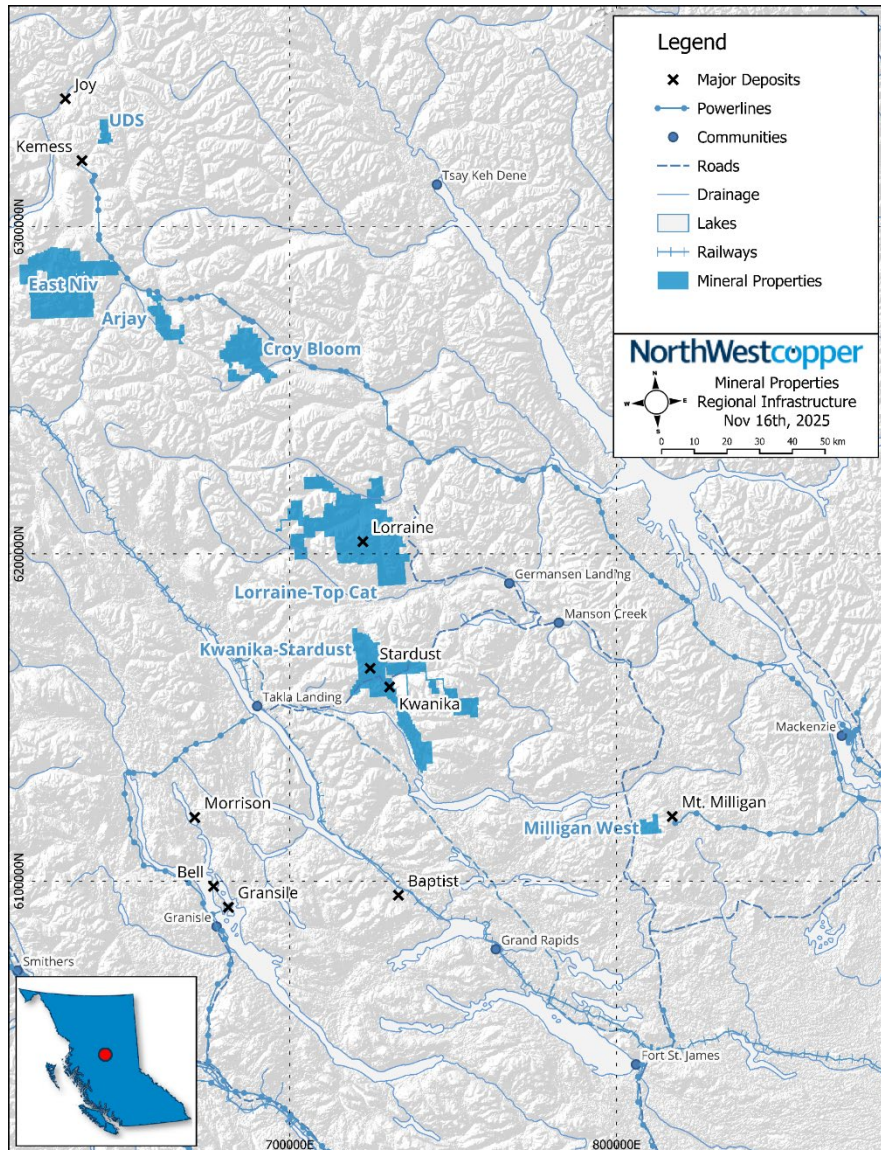 Legend
Major Deposits
Powerlines
Communities
Roads
Drainage
Lakes
Railways
Mineral Properties
NorthWestcopper
N
W
E
S
Mineral Properties
Regional Infrastructure
Nov 16th, 2025
0 10 20 30 40 50 km
Joy
UDS
Kemess
Tsay Keh Dene
6300000N
East Niv
Arjay
Croy Bloom
Lorraine
6200000N
Germansen Landing
Lorraine-Top Cat
Manson Creek
Kwanika-Stardust
Stardust
Kwanika
Takla Landing
Mackenzie
Morrison
Mt. Milligan
Milligan West
Bell
Baptist
6100000N
Gransile
Granisle
Grand Rapids
Smithers
Fort St. James
700000E
800000E